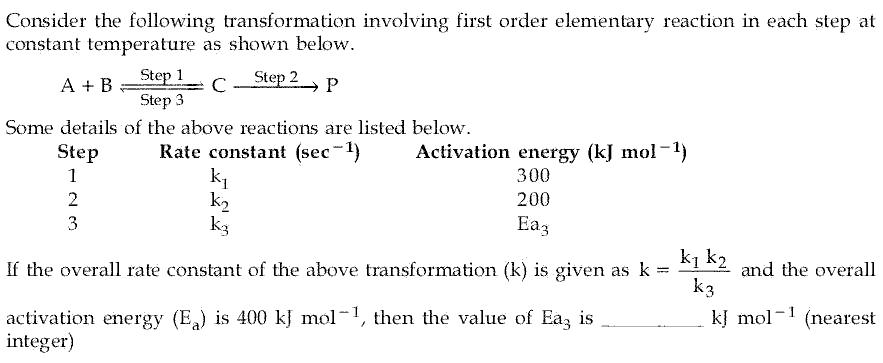 Consider the following transformation involving first order elementary reaction in each step at
constant temperature as shown below.
A + B ⇌ C → P
Step 1 Step 2
Step 3
Some details of the above reactions are listed below.
Step Rate constant (sec⁻¹) Activation energy (kJ mol⁻¹)
1 k₁ 300
2 k₂ 200
3 k₃ Ea₃
If the overall rate constant of the above transformation (k) is given as k = k₁ k₂ / k₃ and the overall
activation energy (Eₐ) is 400 kJ mol⁻¹, then the value of Ea₃ is ________ kJ mol⁻¹ (nearest
integer)